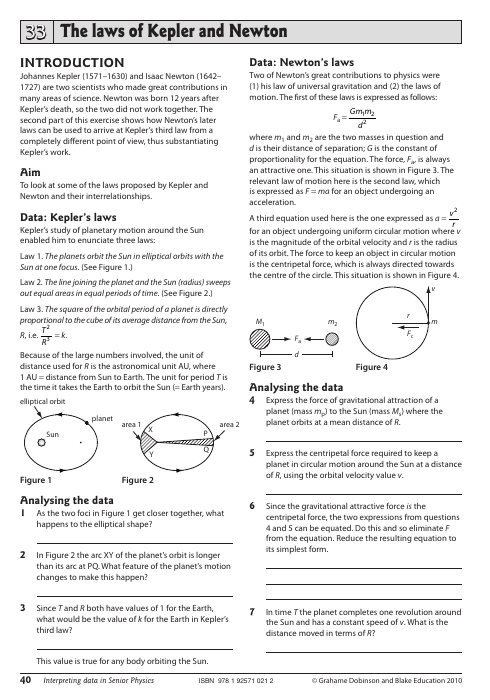 33 The laws of Kepler and Newton
INTRODUCTION
Johannes Kepler (1571–1630) and Isaac Newton (1642–
1727) are two scientists who made great contributions in
many areas of science. Newton was born 12 years after
Kepler's death, so the two did not work together. The
second part of this exercise shows how Newton's later
laws can be used to arrive at Kepler's third law from a
completely different point of view, thus substantiating
Kepler's work.
Aim
To look at some of the laws proposed by Kepler and
Newton and their interrelationships.
Data: Kepler's laws
Kepler's study of planetary motion around the Sun
enabled him to enunciate three laws:
Law 1. The planets orbit the Sun in elliptical orbits with the
Sun at one focus. (See Figure 1.)
Law 2. The line joining the planet and the Sun (radius) sweeps
out equal areas in equal periods of time. (See Figure 2.)
Law 3. The square of the orbital period of a planet is directly
proportional to the cube of its average distance from the Sun,
R, i.e. T²/R³ = k.
Because of the large numbers involved, the unit of
distance used for R is the astronomical unit AU, where
1 AU = distance from Sun to Earth. The unit for period T is
the time it takes the Earth to orbit the Sun (= Earth years).
elliptical orbit
planet
Sun
area 1
area 2
X
Y
P
Q
Figure 1
Figure 2
Analysing the data
1 As the two foci in Figure 1 get closer together, what
happens to the elliptical shape?
2 In Figure 2 the arc XY of the planet's orbit is longer
than its arc at PQ. What feature of the planet's motion
changes to make this happen?
3 Since T and R both have values of 1 for the Earth,
what would be the value of k for the Earth in Kepler's
third law?
This value is true for any body orbiting the Sun.
Data: Newton's laws
Two of Newton's great contributions to physics were
(1) his law of universal gravitation and (2) the laws of
motion. The first of these laws is expressed as follows:
Fa = Gm1m2/d²
where m1 and m2 are the two masses in question and
d is their distance of separation; G is the constant of
proportionality for the equation. The force, Fa, is always
an attractive one. This situation is shown in Figure 3. The
relevant law of motion here is the second law, which
is expressed as F = ma for an object undergoing an
acceleration.
A third equation used here is the one expressed as a = v²/r
for an object undergoing uniform circular motion where v
is the magnitude of the orbital velocity and r is the radius
of its orbit. The force to keep an object in circular motion
is the centripetal force, which is always directed towards
the centre of the circle. This situation is shown in Figure 4.
M1
m2
Fa
d
v
r
m
Fc
Figure 3
Figure 4
Analysing the data
4 Express the force of gravitational attraction of a
planet (mass mp) to the Sun (mass Ms) where the
planet orbits at a mean distance of R.
5 Express the centripetal force required to keep a
planet in circular motion around the Sun at a distance
of R, using the orbital velocity value v.
6 Since the gravitational attractive force is the
centripetal force, the two expressions from questions
4 and 5 can be equated. Do this and so eliminate F
from the equation. Reduce the resulting equation to
its simplest form.
7 In time T the planet completes one revolution around
the Sun and has a constant speed of v. What is the
distance moved in terms of R?
40 Interpreting data in Senior Physics ISBN 978 1 92571 021 2 © Grahame Dobinson and Blake Education 2010